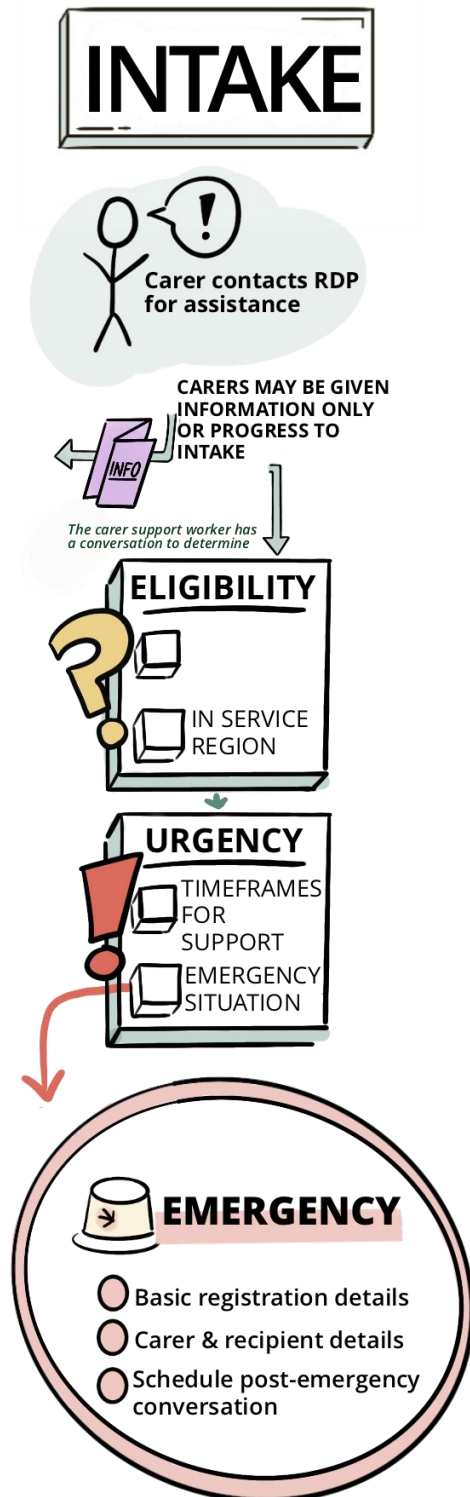 INTAKE
!
Carer contacts RDP
for assistance
CARERS MAY BE GIVEN
INFORMATION ONLY
OR PROGRESS TO
INTAKE
INFO
The carer support worker has
a conversation to determine
ELIGIBILITY
?
IN SERVICE
REGION
URGENCY
!
TIMEFRAMES
FOR
SUPPORT
EMERGENCY
SITUATION
EMERGENCY
Basic registration details
Carer & recipient details
Schedule post-emergency
conversation